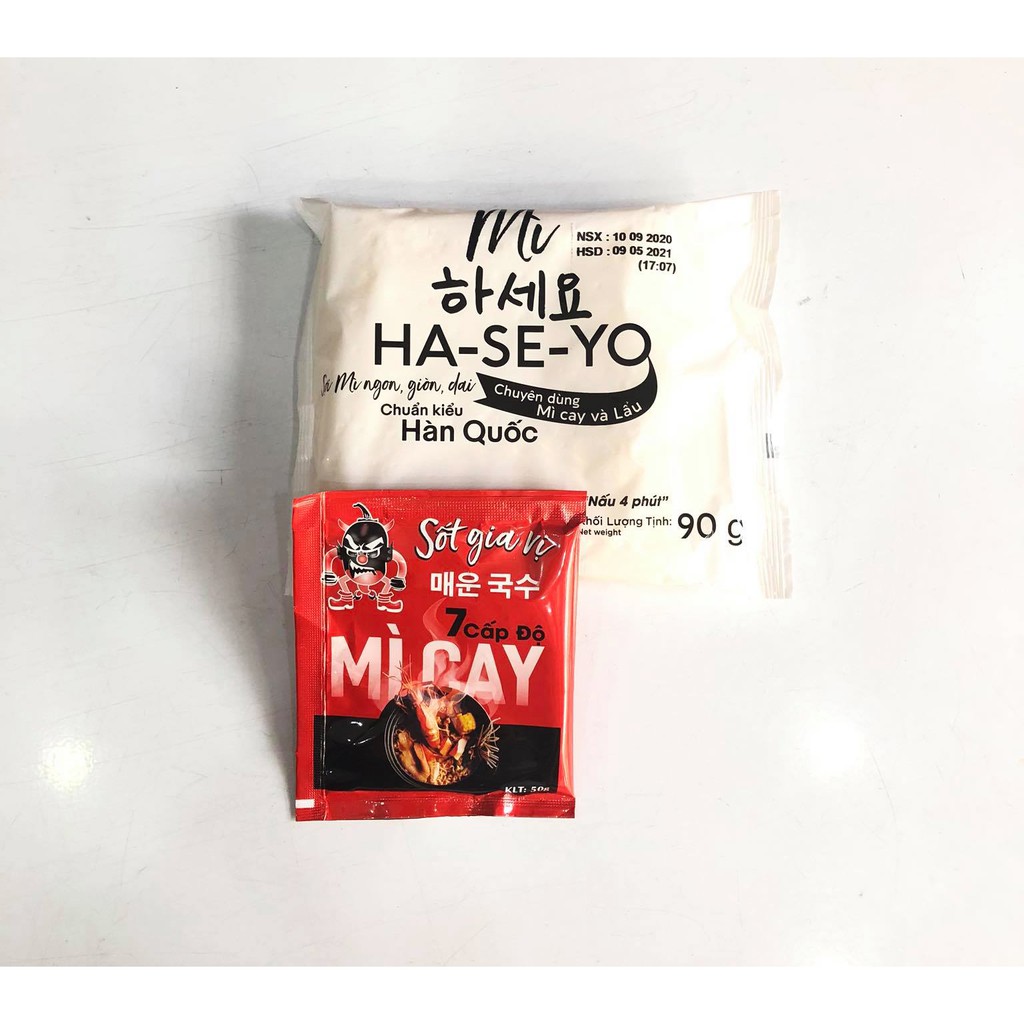 Mì
NSX : 10 09 2020
HSD : 09 05 2021
(17:07)
하세요
HA-SE-YO
Sợi Mì ngon, giòn, dai
Chuyên dùng
Mì cay và Lẩu
Chuẩn kiểu
Hàn Quốc
"Nấu 4 phút"
Khối Lượng Tịnh: 90 g
Net weight
Sốt gia vị
매운 국수
7 Cấp Độ
MÌ CAY
KLT: 50g